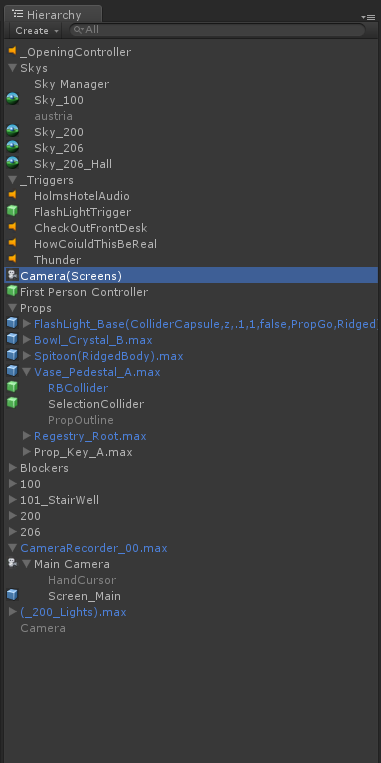 Hierarchy
Create All
_OpeningController
Skys
Sky Manager
Sky_100
austria
Sky_200
Sky_206
Sky_206_Hall
_Triggers
HolmsHotelAudio
FlashLightTrigger
CheckOutFrontDesk
HowCoiuldThisBeReal
Thunder
Camera(Screens)
First Person Controller
Props
FlashLight_Base(ColliderCapsule,z,.1,1,false,PropGo,Ridged
Bowl_Crystal_B.max
Spitoon(RidgedBody).max
Vase_Pedestal_A.max
RBCollider
SelectionCollider
PropOutline
Regestry_Root.max
Prop_Key_A.max
Blockers
100
101_StairWell
200
206
CameraRecorder_00.max
Main Camera
HandCursor
Screen_Main
(_200_Lights).max
Camera